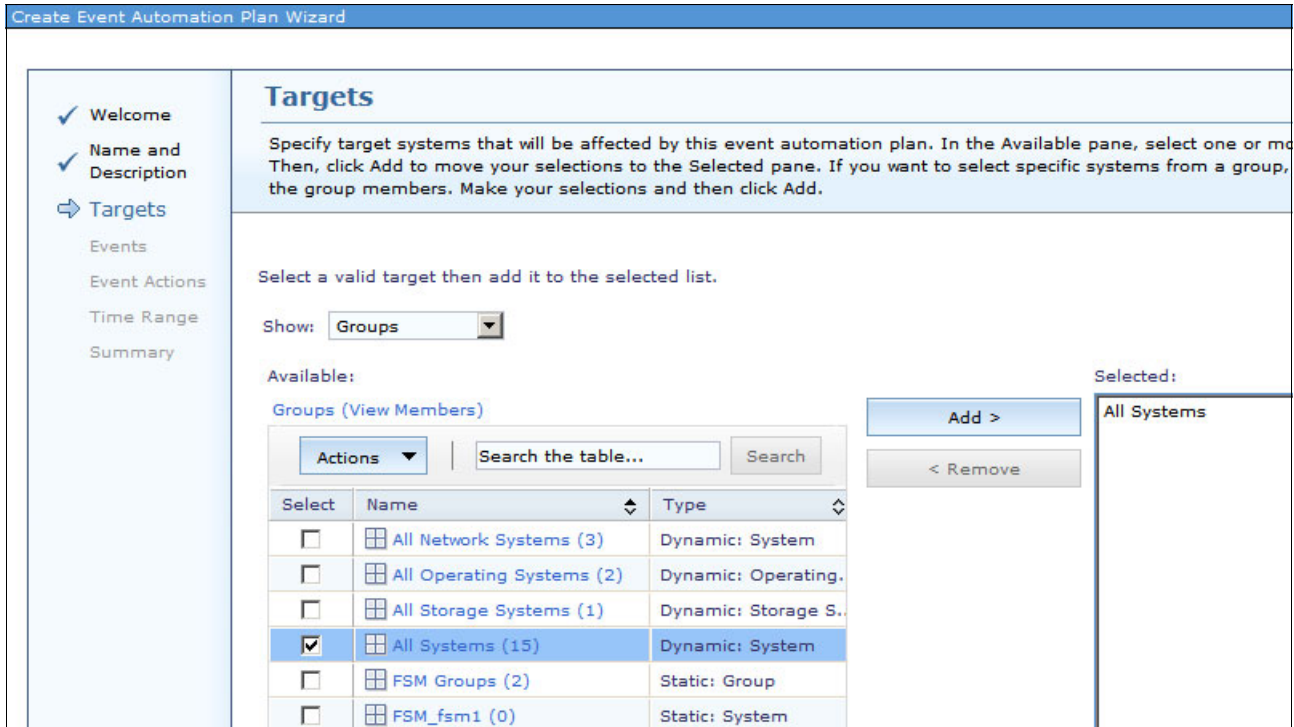 Create Event Automation Plan Wizard
Welcome
Name and
Description
Targets
Events
Event Actions
Time Range
Summary
Targets
Specify target systems that will be affected by this event automation plan. In the Available pane, select one or mo
Then, click Add to move your selections to the Selected pane. If you want to select specific systems from a group,
the group members. Make your selections and then click Add.
Select a valid target then add it to the selected list.
Show: Groups
Available:
Groups (View Members)
Actions Search the table... Search
Select Name Type
All Network Systems (3) Dynamic: System
All Operating Systems (2) Dynamic: Operating.
All Storage Systems (1) Dynamic: Storage S..
All Systems (15) Dynamic: System
FSM Groups (2) Static: Group
FSM_fsm1 (0) Static: System
Add >
< Remove
Selected:
All Systems